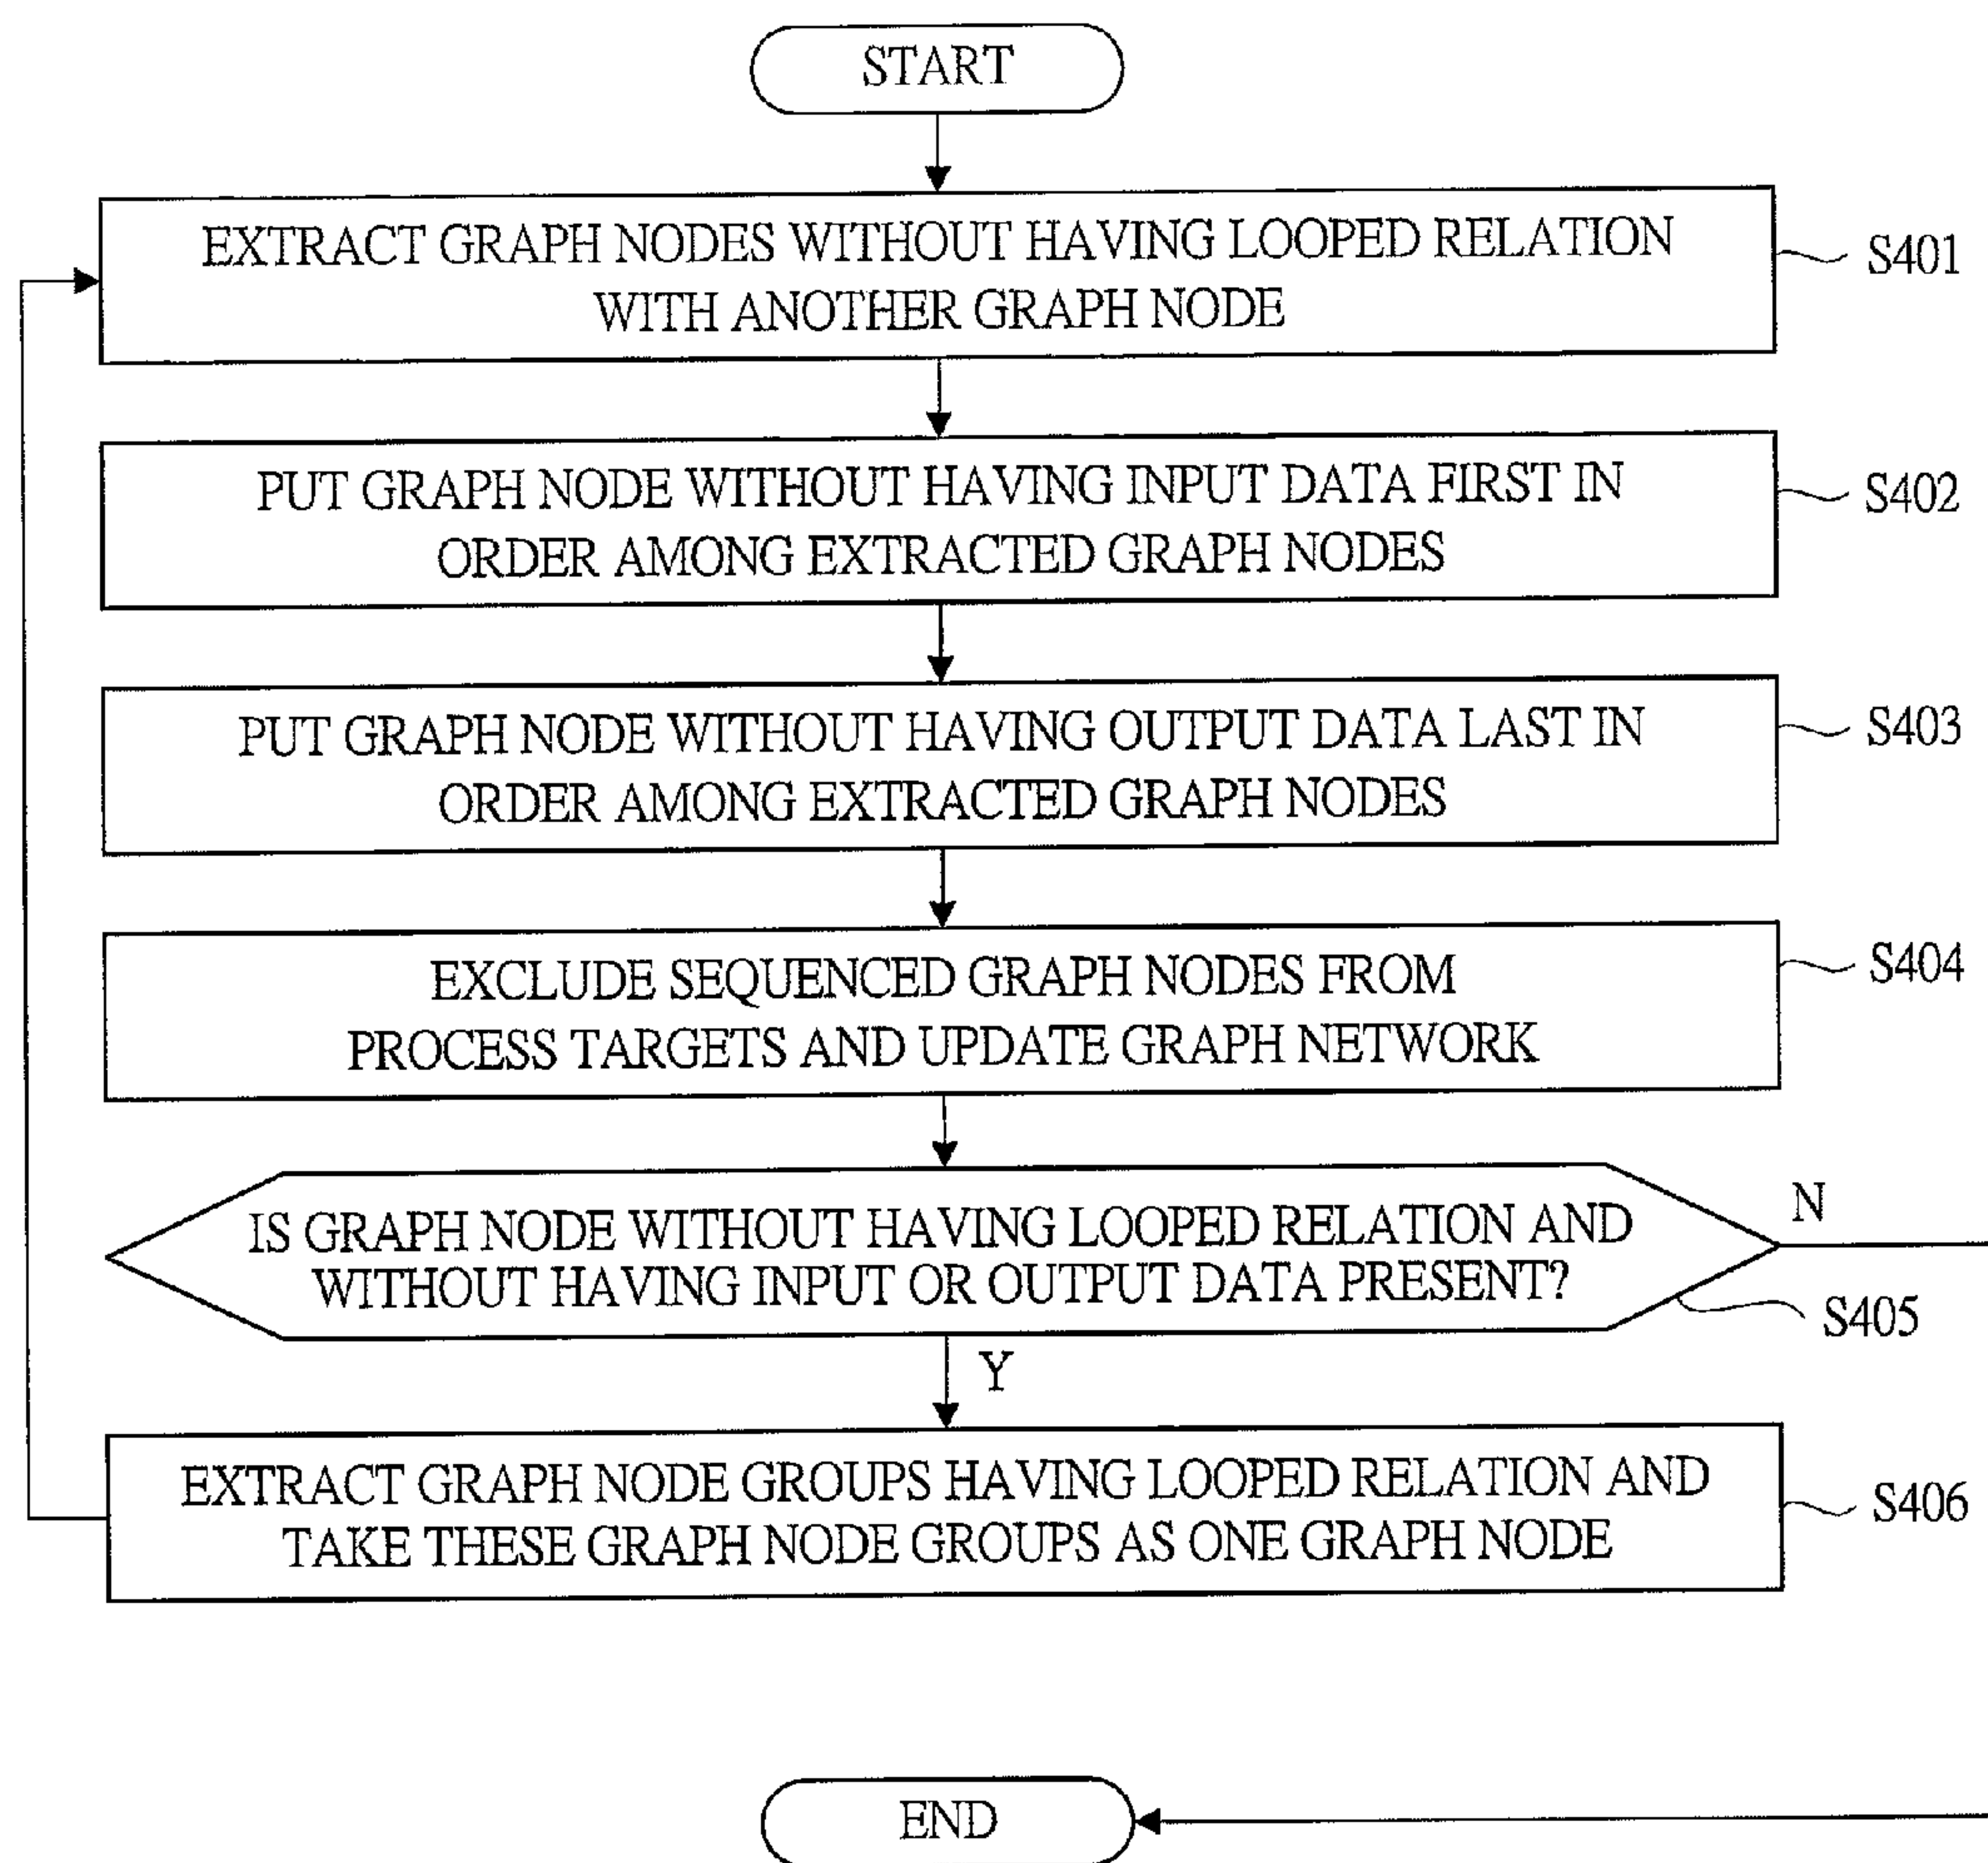 START
EXTRACT GRAPH NODES WITHOUT HAVING LOOPED RELATION
WITH ANOTHER GRAPH NODE
S401
PUT GRAPH NODE WITHOUT HAVING INPUT DATA FIRST IN
ORDER AMONG EXTRACTED GRAPH NODES
S402
PUT GRAPH NODE WITHOUT HAVING OUTPUT DATA LAST IN
ORDER AMONG EXTRACTED GRAPH NODES
S403
EXCLUDE SEQUENCED GRAPH NODES FROM
PROCESS TARGETS AND UPDATE GRAPH NETWORK
S404
IS GRAPH NODE WITHOUT HAVING LOOPED RELATION AND
WITHOUT HAVING INPUT OR OUTPUT DATA PRESENT?
N
S405
Y
EXTRACT GRAPH NODE GROUPS HAVING LOOPED RELATION AND
TAKE THESE GRAPH NODE GROUPS AS ONE GRAPH NODE
S406
END